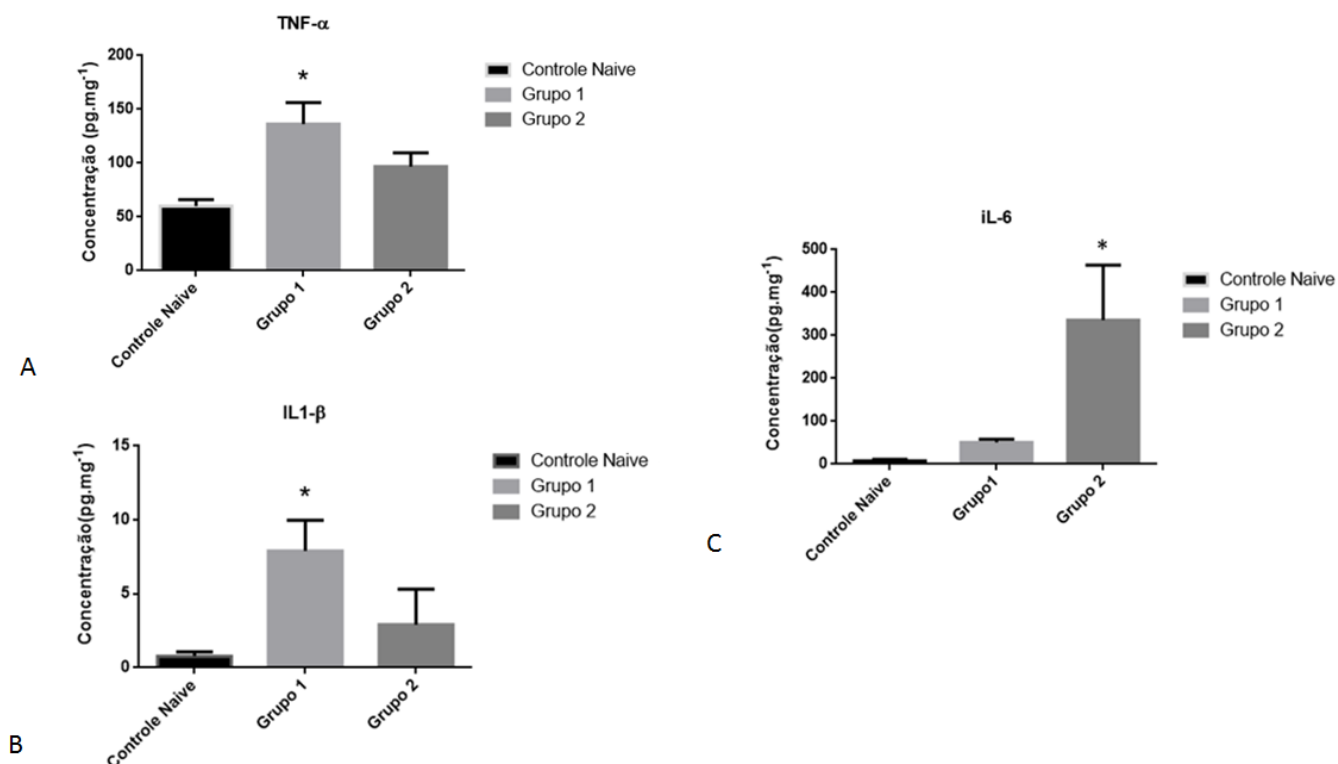 TNF-α
Concentração (pg.mg⁻¹)
200
150
100
50
0
*
Controle Naive
Grupo 1
Grupo 2
Controle Naive
Grupo 1
Grupo 2
A
IL1-β
Concentração(pg.mg⁻¹)
15
10
5
0
*
Controle Naive
Grupo 1
Grupo 2
Controle Naive
Grupo 1
Grupo 2
B
iL-6
Concentração(pg.mg⁻¹)
500
400
300
200
100
0
*
Controle Naive
Grupo1
Grupo 2
Controle Naive
Grupo 1
Grupo 2
C